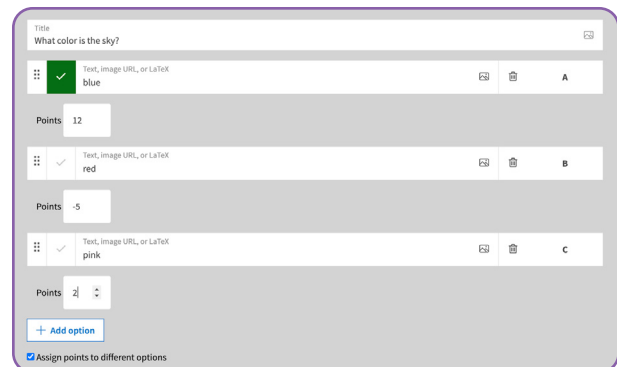 Title
What color is the sky?
Text, image URL, or LaTeX
blue
A
Points 12
Text, image URL, or LaTeX
red
B
Points -5
Text, image URL, or LaTeX
pink
C
Points 2
+ Add option
Assign points to different options